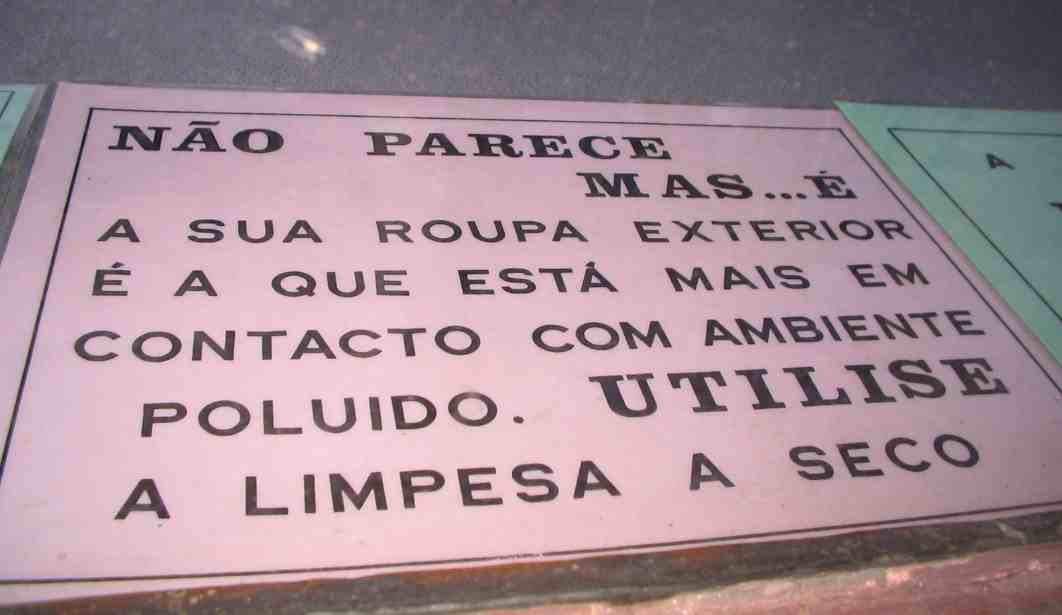 NÃO PARECE
MAS...É
A SUA ROUPA EXTERIOR
É A QUE ESTÁ MAIS EM
CONTACTO COM AMBIENTE
POLUIDO. UTILISE
A LIMPESA A SECO
A